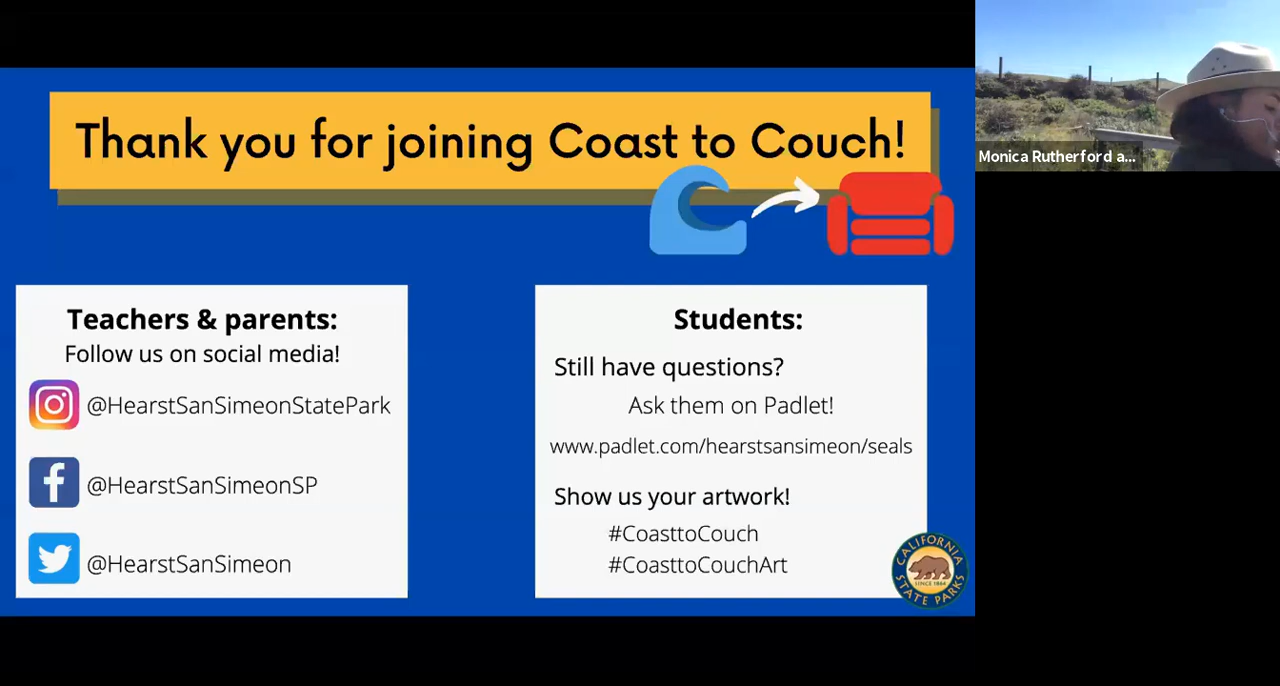 Thank you for joining Coast to Couch!
Teachers & parents:
Follow us on social media!
@HearstSanSimeonStatePark
@HearstSanSimeonSP
@HearstSanSimeon
Students:
Still have questions?
Ask them on Padlet!
www.padlet.com/hearstsansimeon/seals
Show us your artwork!
#CoasttoCouch
#CoasttoCouchArt
CALIFORNIA
SINCE 1864
STATE PARKS
Monica Rutherford a...